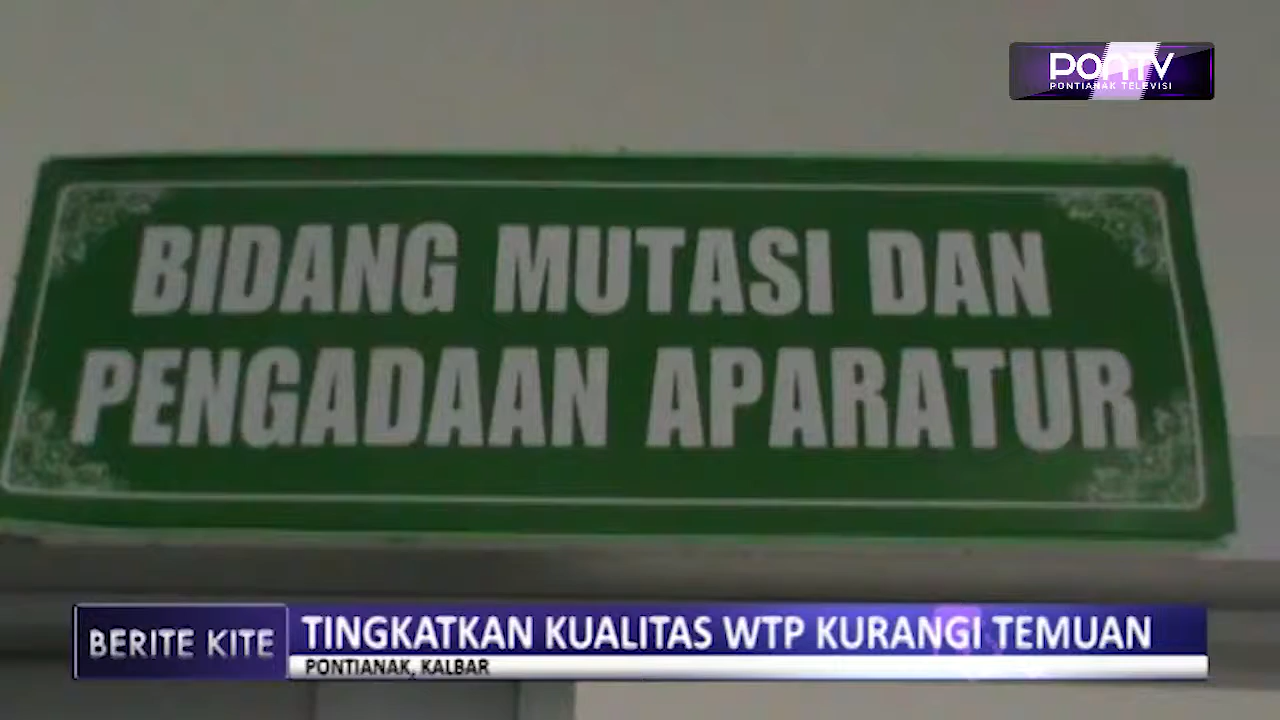 PONTV
PONTIANAK TELEVISI
BIDANG MUTASI DAN
PENGADAAN APARATUR
BERITE KITE
TINGKATKAN KUALITAS WTP KURANGI TEMUAN
PONTIANAK, KALBAR